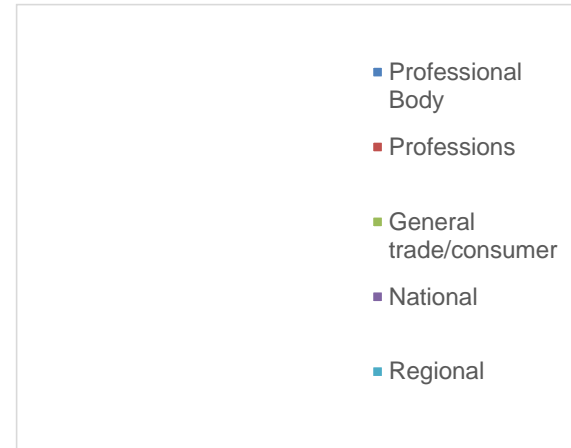 Professional
Body
Professions
General
trade/consumer
National
Regional